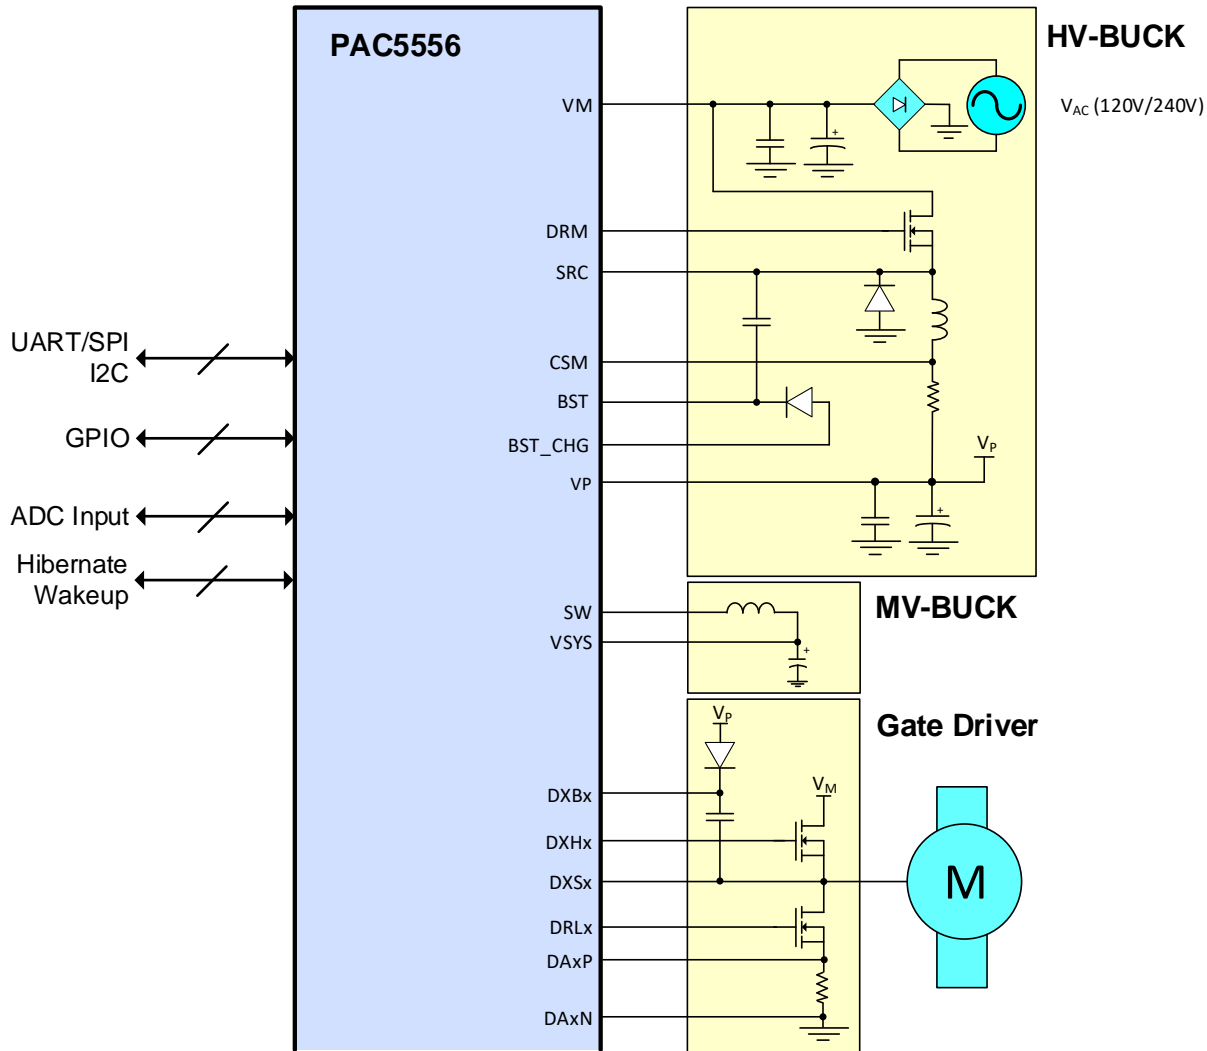 PAC5556
HV-BUCK
VM
VAC (120V/240V)
+
DRM
SRC
UART/SPI
I2C
CSM
BST
GPIO
BST_CHG
VP
VP
ADC Input
+
Hibernate
Wakeup
SW
MV-BUCK
VSYS
+
VP
Gate Driver
VM
DXBx
DXHx
DXSx
M
DRLx
DAxP
DAxN